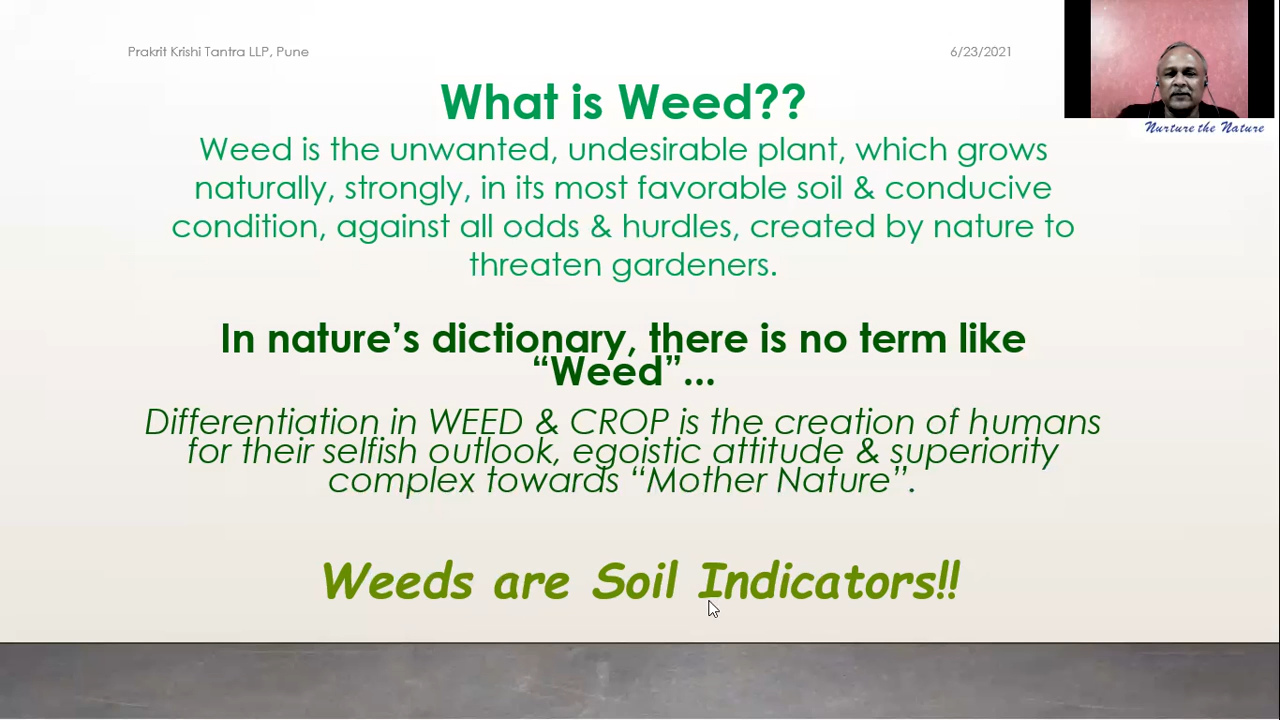 Prakrit Krishi Tantra LLP, Pune
6/23/2021
Nurture the Nature
What is Weed??
Weed is the unwanted, undesirable plant, which grows
naturally, strongly, in its most favorable soil & conducive
condition, against all odds & hurdles, created by nature to
threaten gardeners.
In nature’s dictionary, there is no term like
“Weed”...
Differentiation in WEED & CROP is the creation of humans
for their selfish outlook, egoistic attitude & superiority
complex towards “Mother Nature”.
Weeds are Soil Indicators!!